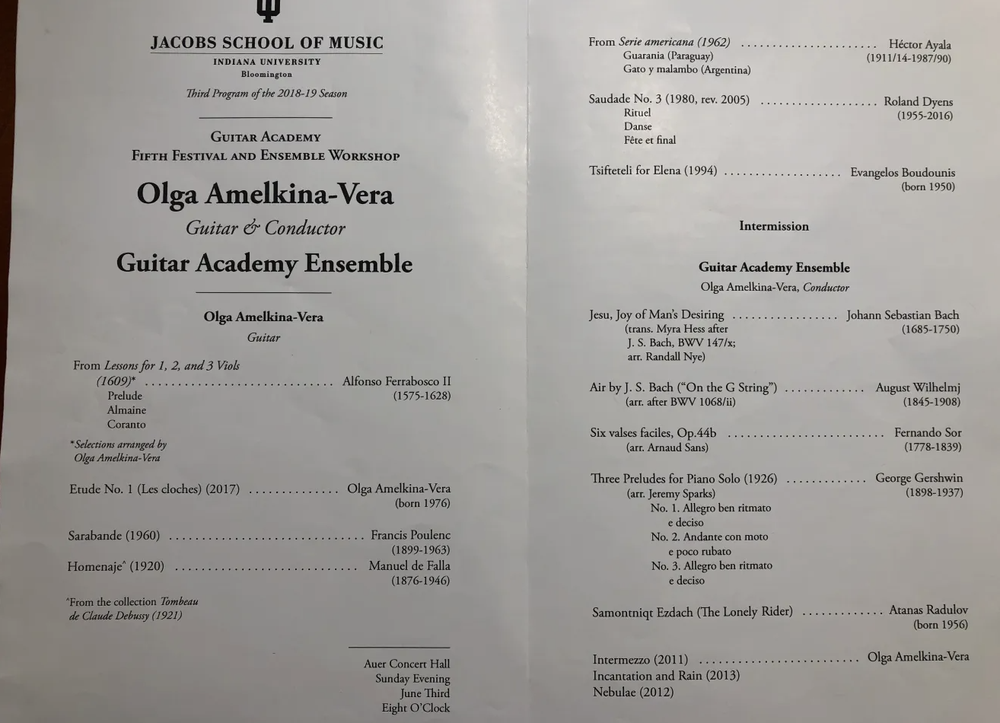 JACOBS SCHOOL OF MUSIC
INDIANA UNIVERSITY
Bloomington
Third Program of the 2018-19 Season
Guitar Academy
Fifth Festival and Ensemble Workshop
Olga Amelkina-Vera
Guitar & Conductor
Guitar Academy Ensemble
Olga Amelkina-Vera
Guitar
From Lessons for 1, 2, and 3 Viols
(1609)* . . . . . . . . . . . . . . . . . . . . . . . . . . . . . Alfonso Ferrabosco II
Prelude (1575-1628)
Almaine
Coranto
*Selections arranged by
Olga Amelkina-Vera
Etude No. 1 (Les cloches) (2017) . . . . . . . . . . . . . . Olga Amelkina-Vera
(born 1976)
Sarabande (1960) . . . . . . . . . . . . . . . . . . . . . . . . . . . . . Francis Poulenc
(1899-1963)
Homenaje^ (1920) . . . . . . . . . . . . . . . . . . . . . . . . . . . Manuel de Falla
(1876-1946)
^From the collection Tombeau
de Claude Debussy (1921)
Auer Concert Hall
Sunday Evening
June Third
Eight O'Clock
From Serie americana (1962) . . . . . . . . . . . . . . . . . . . . . Héctor Ayala
Guarania (Paraguay) (1911/14-1987/90)
Gato y malambo (Argentina)
Saudade No. 3 (1980, rev. 2005) . . . . . . . . . . . . . . . . . . Roland Dyens
Rituel (1955-2016)
Danse
Fête et final
Tsifteteli for Elena (1994) . . . . . . . . . . . . . . . . . . Evangelos Boudounis
(born 1950)
Intermission
Guitar Academy Ensemble
Olga Amelkina-Vera, Conductor
Jesu, Joy of Man's Desiring . . . . . . . . . . . . . . . . Johann Sebastian Bach
(trans. Myra Hess after (1685-1750)
J. S. Bach, BWV 147/x;
arr. Randall Nye)
Air by J. S. Bach ("On the G String") . . . . . . . . . . . . August Wilhelmj
(arr. after BWV 1068/ii) (1845-1908)
Six valses faciles, Op.44b . . . . . . . . . . . . . . . . . . . . . . . . Fernando Sor
(arr. Arnaud Sans) (1778-1839)
Three Preludes for Piano Solo (1926) . . . . . . . . . . . . George Gershwin
(arr. Jeremy Sparks) (1898-1937)
No. 1. Allegro ben ritmato
e deciso
No. 2. Andante con moto
e poco rubato
No. 3. Allegro ben ritmato
e deciso
Samontniqt Ezdach (The Lonely Rider) . . . . . . . . . . . . Atanas Radulov
(born 1956)
Intermezzo (2011) . . . . . . . . . . . . . . . . . . . . . . . . Olga Amelkina-Vera
Incantation and Rain (2013)
Nebulae (2012)